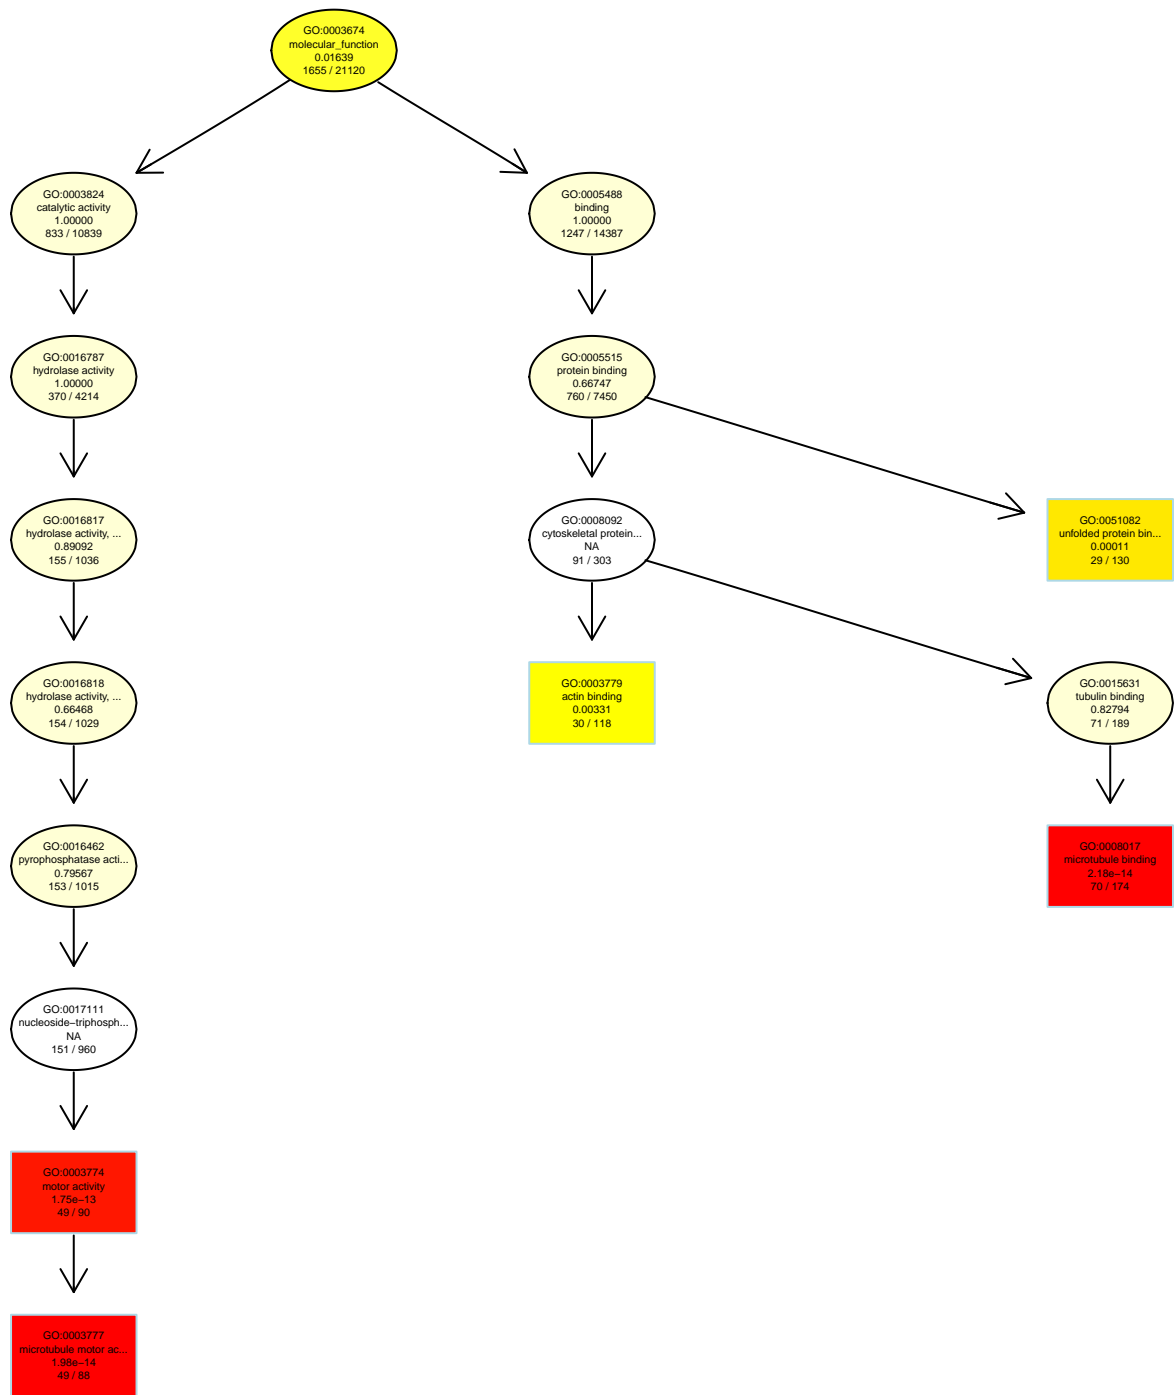 GO:0003674
molecular_function
0.01639
1655 / 21120
GO:0003824
catalytic activity
1.00000
833 / 10839
GO:0005488
binding
1.00000
1247 / 14387
GO:0016787
hydrolase activity
1.00000
370 / 4214
GO:0005515
protein binding
0.66747
760 / 7450
GO:0016817
hydrolase activity, ...
0.89092
155 / 1036
GO:0008092
cytoskeletal protein...
NA
91 / 303
GO:0051082
unfolded protein bin...
0.00011
29 / 130
GO:0016818
hydrolase activity, ...
0.66468
154 / 1029
GO:0003779
actin binding
0.00331
30 / 118
GO:0015631
tubulin binding
0.82794
71 / 189
GO:0016462
pyrophosphatase acti...
0.79567
153 / 1015
GO:0008017
microtubule binding
2.18e−14
70 / 174
GO:0017111
nucleoside−triphosph...
NA
151 / 960
GO:0003774
motor activity
1.75e−13
49 / 90
GO:0003777
microtubule motor ac...
1.98e−14
49 / 88